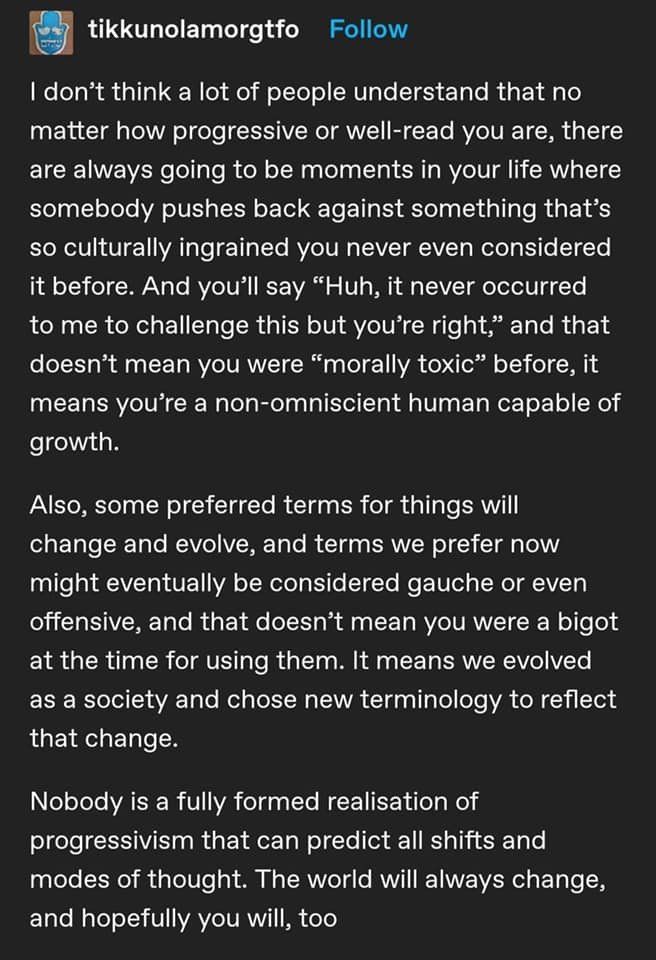 tikkunolamorgtfo Follow
I don’t think a lot of people understand that no
matter how progressive or well-read you are, there
are always going to be moments in your life where
somebody pushes back against something that’s
so culturally ingrained you never even considered
it before. And you’ll say “Huh, it never occurred
to me to challenge this but you’re right,” and that
doesn’t mean you were “morally toxic” before, it
means you’re a non-omniscient human capable of
growth.
Also, some preferred terms for things will
change and evolve, and terms we prefer now
might eventually be considered gauche or even
offensive, and that doesn’t mean you were a bigot
at the time for using them. It means we evolved
as a society and chose new terminology to reflect
that change.
Nobody is a fully formed realisation of
progressivism that can predict all shifts and
modes of thought. The world will always change,
and hopefully you will, too